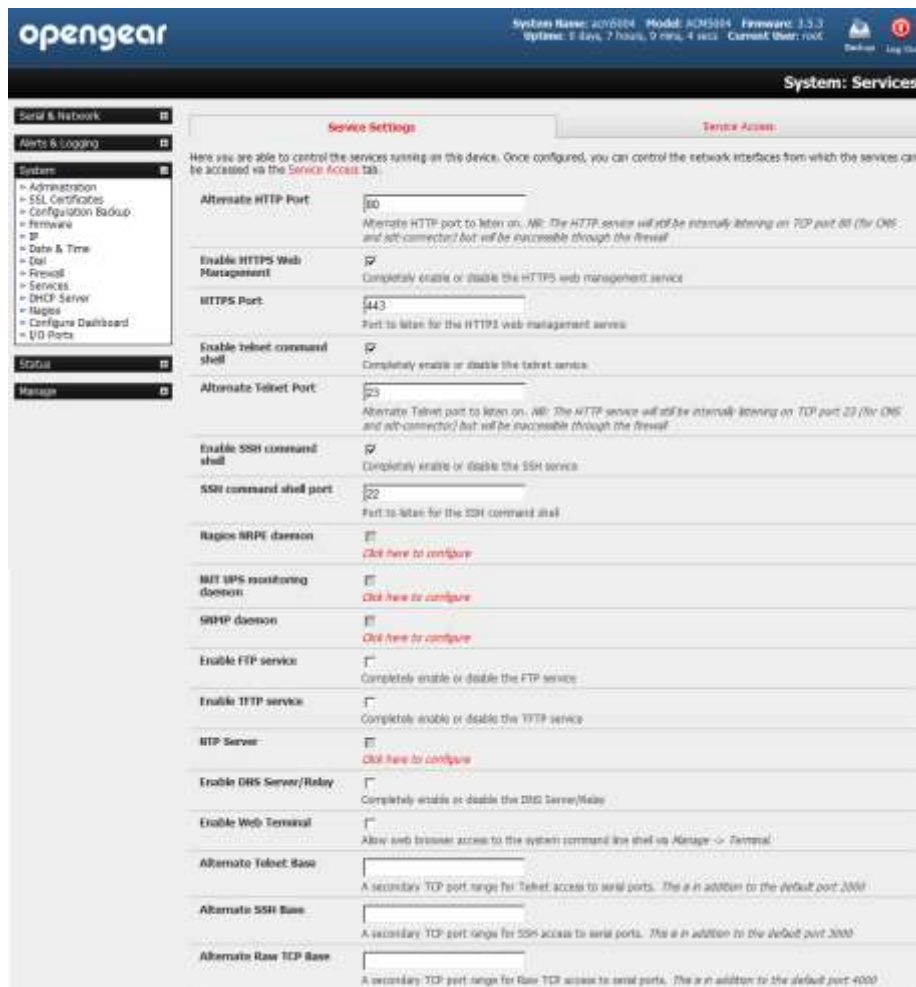 opengear
System Name: acm5004 Model: ACM5004 Firmware: 3.5.3
Uptime: 0 days, 7 hours, 9 mins, 4 secs Current User: root
Backup Log Out
System: Services
Serial & Network
Alerts & Logging
System
Administration
SSL Certificates
Configuration Backup
Firmware
IP
Date & Time
Dial
Firewall
Services
DHCP Server
Nagios
Configure Dashboard
I/O Ports
Status
Manage
Service Settings
Service Access
Here you are able to control the services running on this device. Once configured, you can control the network interfaces from which the services can
be accessed via the Service Access tab.
Alternate HTTP Port
80
Alternate HTTP port to listen on. NB: The HTTP service will still be internally listening on TCP port 80 (for CMS
and sdt-connector) but will be inaccessible through the firewall
Enable HTTPS Web
Management
Completely enable or disable the HTTPS web management service
HTTPS Port
443
Port to listen for the HTTPS web management service
Enable telnet command
shell
Completely enable or disable the telnet service
Alternate Telnet Port
23
Alternate Telnet port to listen on. NB: The HTTP service will still be internally listening on TCP port 23 (for CMS
and sdt-connector) but will be inaccessible through the firewall
Enable SSH command
shell
Completely enable or disable the SSH service
SSH command shell port
22
Port to listen for the SSH command shell
Nagios NRPE daemon
Click here to configure
NUT UPS monitoring
daemon
Click here to configure
SNMP daemon
Click here to configure
Enable FTP service
Completely enable or disable the FTP service
Enable TFTP service
Completely enable or disable the TFTP service
NTP Server
Click here to configure
Enable DNS Server/Relay
Completely enable or disable the DNS Server/Relay
Enable Web Terminal
Allow web browser access to the system command line shell via Manage -> Terminal
Alternate Telnet Base
A secondary TCP port range for Telnet access to serial ports. This is in addition to the default port 2000
Alternate SSH Base
A secondary TCP port range for SSH access to serial ports. This is in addition to the default port 3000
Alternate Raw TCP Base
A secondary TCP port range for Raw TCP access to serial ports. This is in addition to the default port 4000